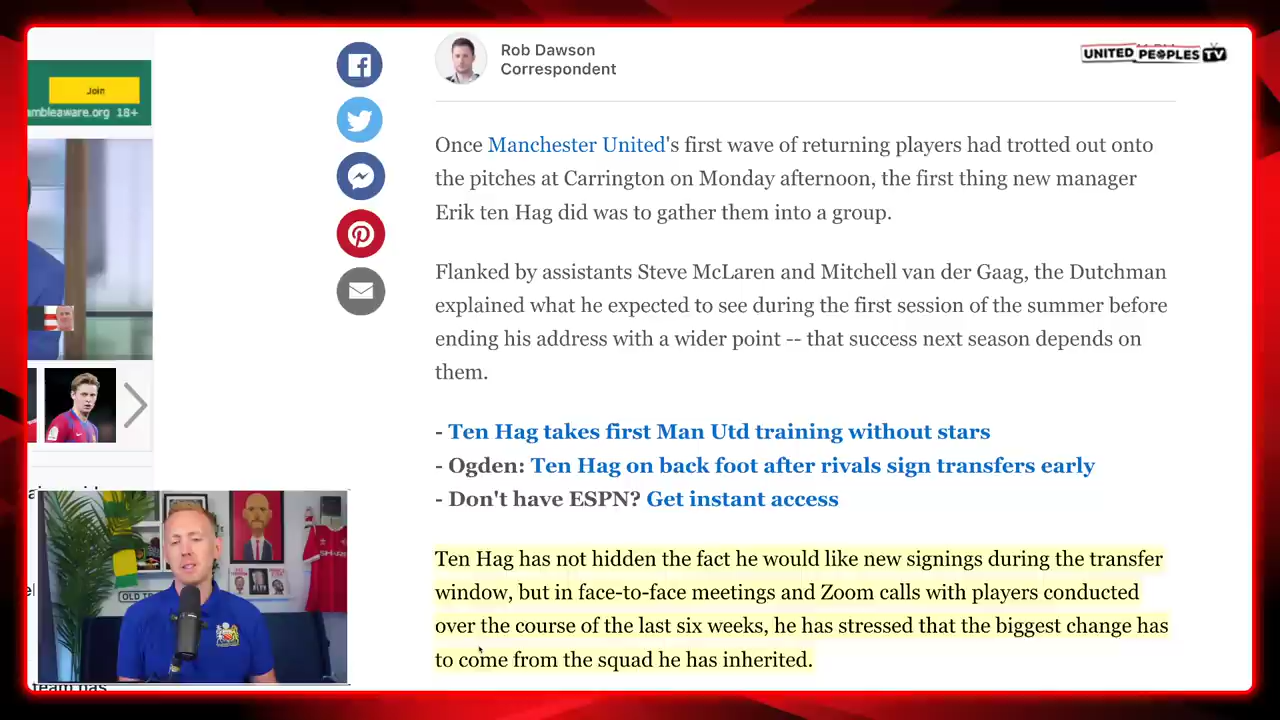 Rob Dawson
Correspondent
UNITED PEOPLES TV
Join
ambleaware.org 18+
Once Manchester United's first wave of returning players had trotted out onto
the pitches at Carrington on Monday afternoon, the first thing new manager
Erik ten Hag did was to gather them into a group.
Flanked by assistants Steve McLaren and Mitchell van der Gaag, the Dutchman
explained what he expected to see during the first session of the summer before
ending his address with a wider point -- that success next season depends on
them.
- Ten Hag takes first Man Utd training without stars
- Ogden: Ten Hag on back foot after rivals sign transfers early
- Don't have ESPN? Get instant access
Ten Hag has not hidden the fact he would like new signings during the transfer
window, but in face-to-face meetings and Zoom calls with players conducted
over the course of the last six weeks, he has stressed that the biggest change has
to come from the squad he has inherited.
SHARP
OLD TR
team has